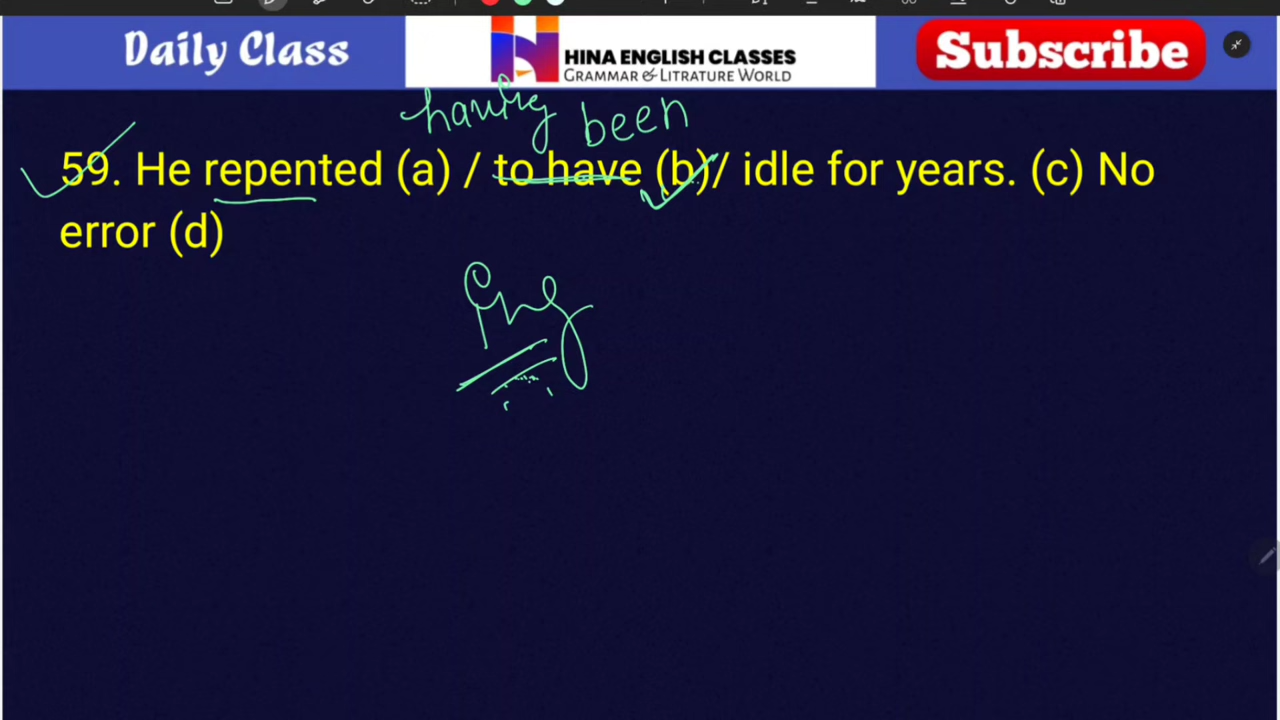 Daily Class
HINA ENGLISH CLASSES
GRAMMAR & LITRATURE WORLD
Subscribe
having been
59. He repented (a) / to have (b)/ idle for years. (c) No
error (d)